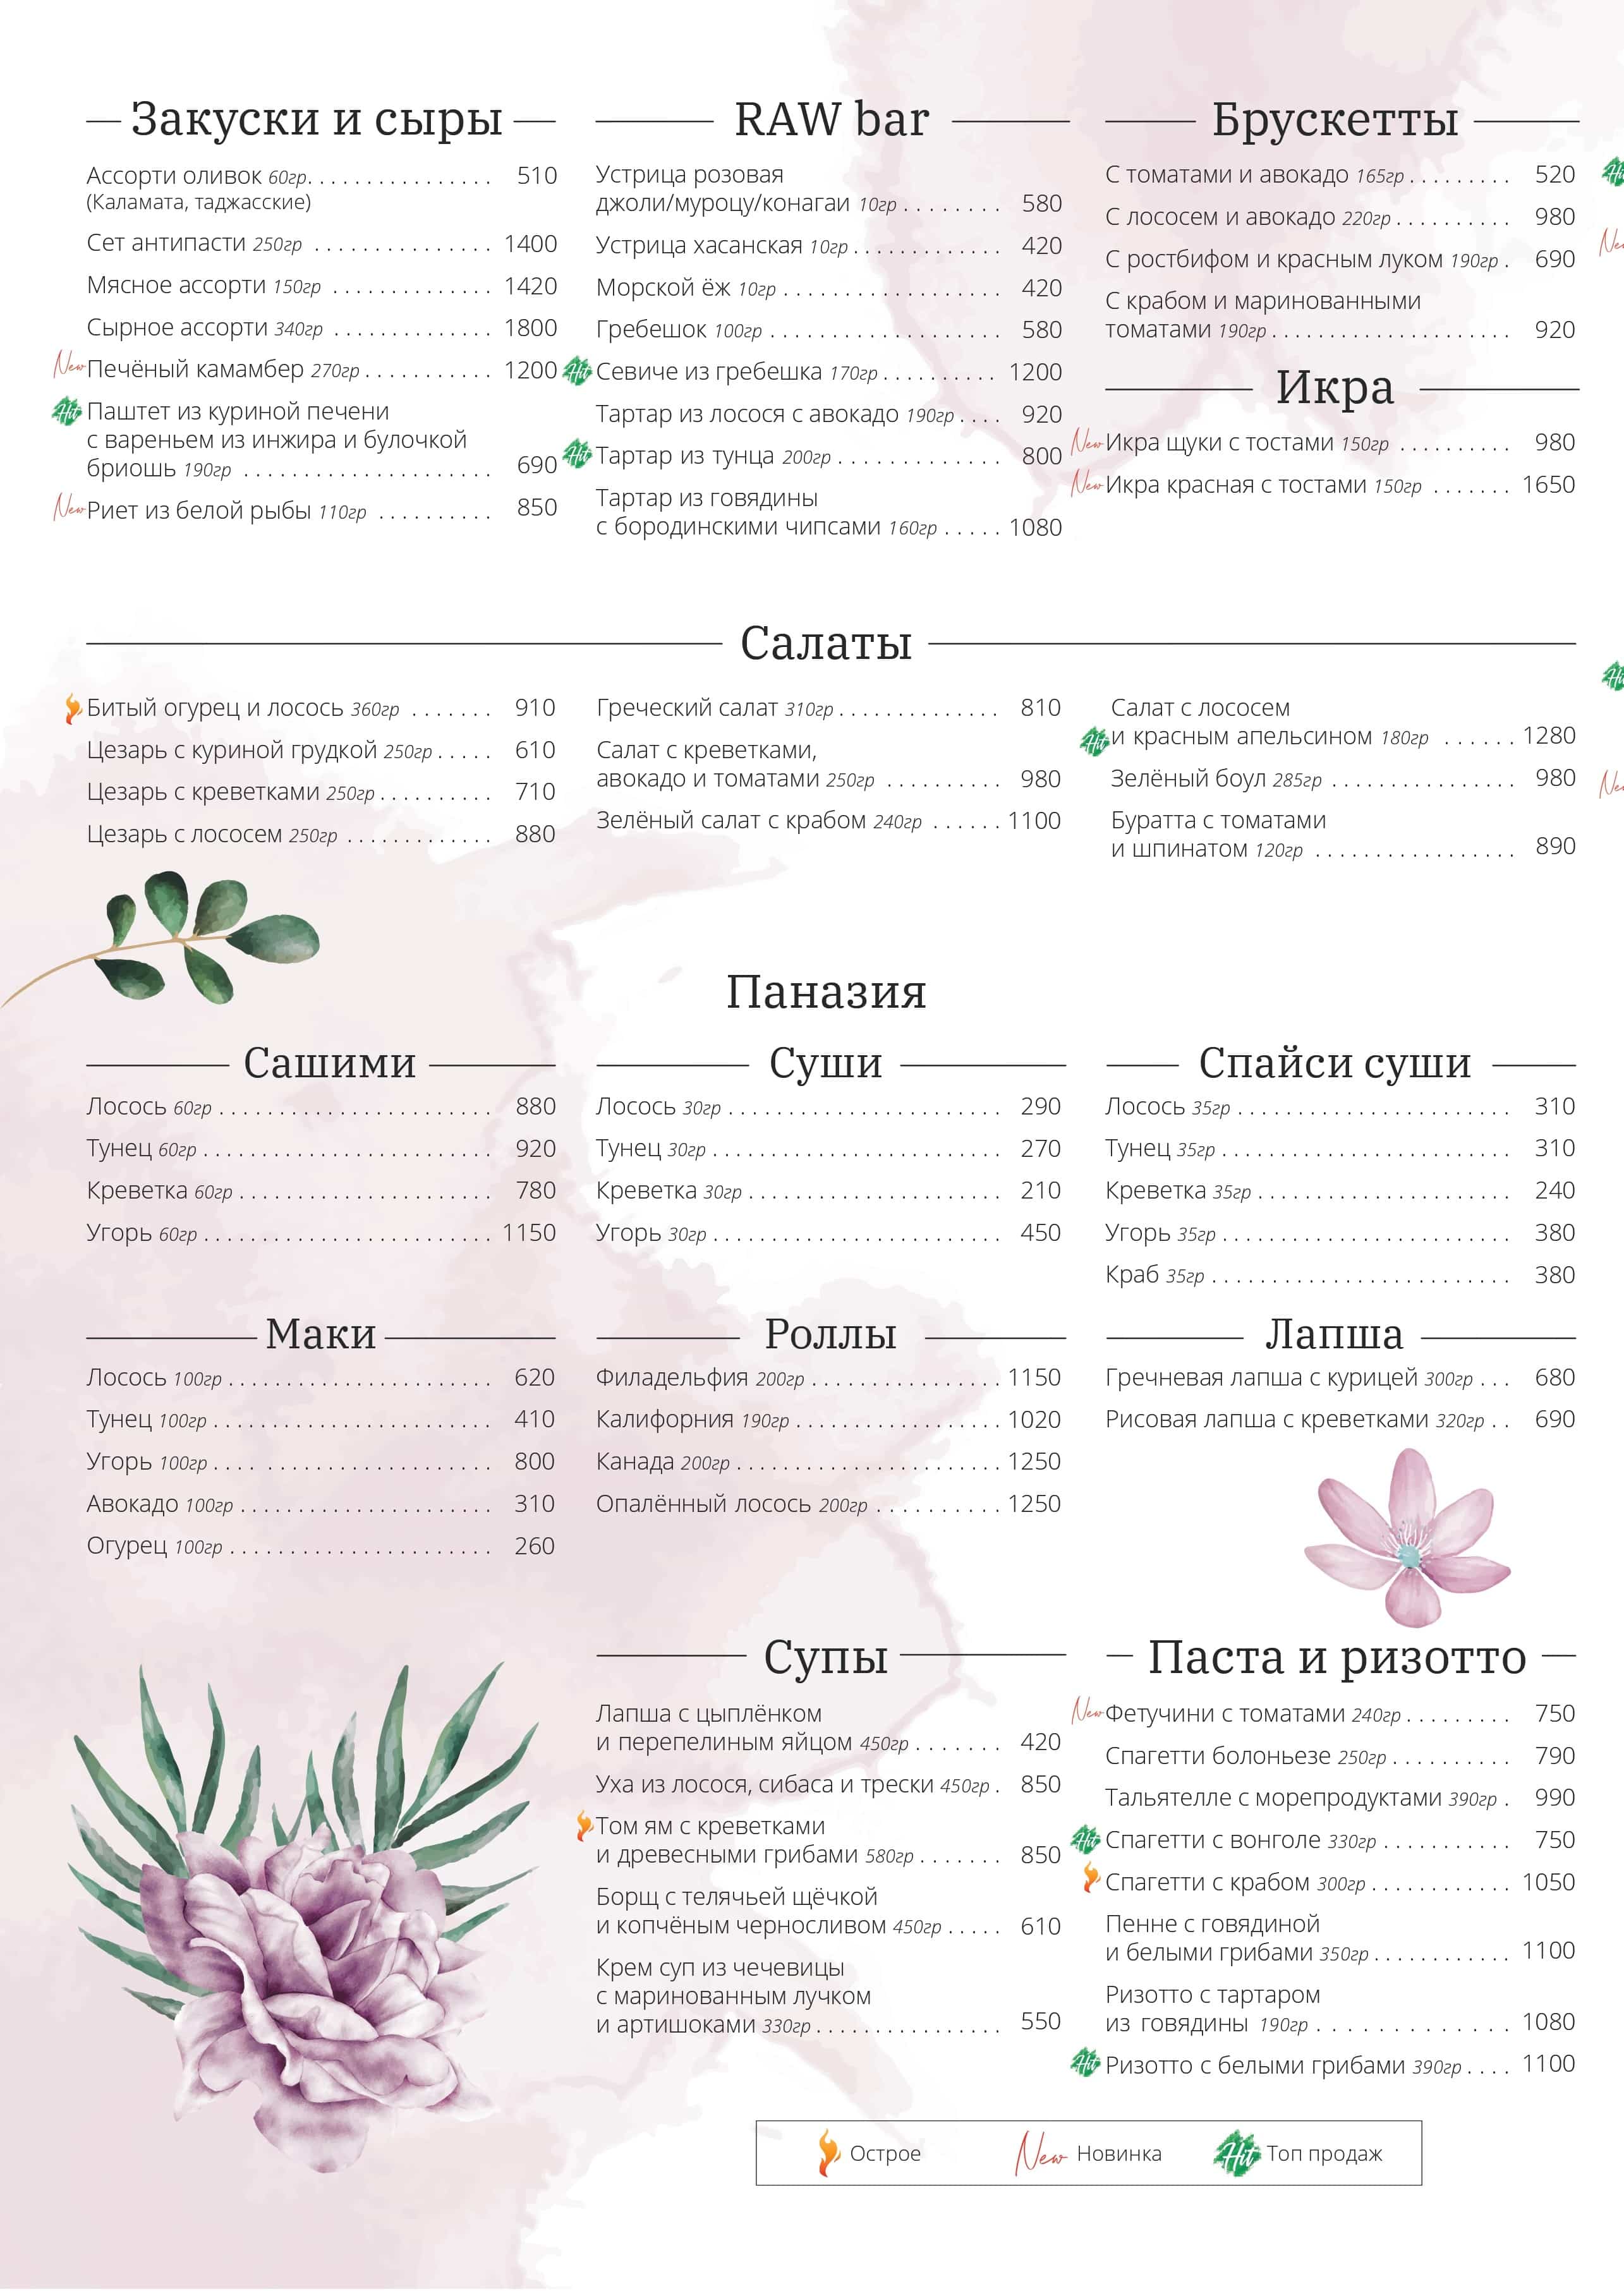 Закуски и сыры
Ассорти оливок 60гр. . . . . . . . . . . . . . . . 510
(Каламата, таджасские)
Сет антипасти 250гр . . . . . . . . . . . . . . . 1400
Мясное ассорти 150гр . . . . . . . . . . . . . . 1420
Сырное ассорти 340гр . . . . . . . . . . . . . . 1800
New Печёный камамбер 270гр . . . . . . . . . . . 1200
Hit Паштет из куриной печени
с вареньем из инжира и булочкой
бриошь 190гр . . . . . . . . . . . . . . . . . . . . . 690
New Риет из белой рыбы 110гр . . . . . . . . . . 850
RAW bar
Устрица розовая
джоли/муроцу/конагаи 10гр . . . . . . . . 580
Устрица хасанская 10гр . . . . . . . . . . . . . 420
Морской ёж 10гр . . . . . . . . . . . . . . . . . . . 420
Гребешок 100гр . . . . . . . . . . . . . . . . . . . . 580
Hit Севиче из гребешка 170гр . . . . . . . . . . 1200
Тартар из лосося с авокадо 190гр . . . . 920
Hit Тартар из тунца 200гр . . . . . . . . . . . . . . 800
Тартар из говядины
с бородинскими чипсами 160гр . . . . . 1080
Брускетты
С томатами и авокадо 165гр . . . . . . . . . 520
С лососем и авокадо 220гр . . . . . . . . . . 980
С ростбифом и красным луком 190гр . 690
С крабом и маринованными
томатами 190гр . . . . . . . . . . . . . . . . . . . . . 920
Икра
New Икра щуки с тостами 150гр . . . . . . . . . . 980
New Икра красная с тостами 150гр . . . . . . . 1650
Hit
Салаты
Битый огурец и лосось 360гр . . . . . . . 910
Цезарь с куриной грудкой 250гр . . . . . 610
Цезарь с креветками 250гр . . . . . . . . . . 710
Цезарь с лососем 250гр . . . . . . . . . . . . . 880
Греческий салат 310гр . . . . . . . . . . . . . . 810
Салат с креветками,
авокадо и томатами 250гр . . . . . . . . . . 980
Зелёный салат с крабом 240гр . . . . . . 1100
Салат с лососем
Hit и красным апельсином 180гр . . . . . . 1280
Зелёный боул 285гр . . . . . . . . . . . . . . . . 980
Буратта с томатами
и шпинатом 120гр . . . . . . . . . . . . . . . . . 890
Паназия
Сашими
Лосось 60гр . . . . . . . . . . . . . . . . . . . . . . . . 880
Тунец 60гр . . . . . . . . . . . . . . . . . . . . . . . . . 920
Креветка 60гр . . . . . . . . . . . . . . . . . . . . . . 780
Угорь 60гр . . . . . . . . . . . . . . . . . . . . . . . . . 1150
Суши
Лосось 30гр . . . . . . . . . . . . . . . . . . . . . . . . 290
Тунец 30гр . . . . . . . . . . . . . . . . . . . . . . . . . 270
Креветка 30гр . . . . . . . . . . . . . . . . . . . . . . 210
Угорь 30гр . . . . . . . . . . . . . . . . . . . . . . . . . 450
Спайси суши
Лосось 35гр . . . . . . . . . . . . . . . . . . . . . . . . 310
Тунец 35гр . . . . . . . . . . . . . . . . . . . . . . . . . 310
Креветка 35гр . . . . . . . . . . . . . . . . . . . . . . 240
Угорь 35гр . . . . . . . . . . . . . . . . . . . . . . . . . 380
Краб 35гр . . . . . . . . . . . . . . . . . . . . . . . . . . 380
Маки
Лосось 100гр . . . . . . . . . . . . . . . . . . . . . . . 620
Тунец 100гр . . . . . . . . . . . . . . . . . . . . . . . . 410
Угорь 100гр . . . . . . . . . . . . . . . . . . . . . . . . 800
Авокадо 100гр . . . . . . . . . . . . . . . . . . . . . . 310
Огурец 100гр . . . . . . . . . . . . . . . . . . . . . . . 260
Роллы
Филадельфия 200гр . . . . . . . . . . . . . . . . 1150
Калифорния 190гр . . . . . . . . . . . . . . . . . . 1020
Канада 200гр . . . . . . . . . . . . . . . . . . . . . . . 1250
Опалённый лосось 200гр . . . . . . . . . . . 1250
Лапша
Гречневая лапша с курицей 300гр . . . 680
Рисовая лапша с креветками 320гр . . 690
Супы
Лапша с цыплёнком
и перепелиным яйцом 450гр . . . . . . . 420
Уха из лосося, сибаса и трески 450гр . 850
Том ям с креветками
и древесными грибами 580гр . . . . . . . 850
Борщ с телячьей щёчкой
и копчёным черносливом 450гр . . . . . 610
Крем суп из чечевицы
с маринованным лучком
и артишоками 330гр . . . . . . . . . . . . . . . . 550
Паста и ризотто
New Фетучини с томатами 240гр . . . . . . . . . 750
Спагетти болоньезе 250гр . . . . . . . . . . 790
Тальятелле с морепродуктами 390гр . 990
Hit Спагетти с вонголе 330гр . . . . . . . . . . . 750
Спагетти с крабом 300гр . . . . . . . . . . . . 1050
Пенне с говядиной
и белыми грибами 350гр . . . . . . . . . . . . 1100
Ризотто с тартаром
из говядины 190гр . . . . . . . . . . . . . 1080
Hit Ризотто с белыми грибами 390гр . . . . 1100
Острое
New Новинка
Hit Топ продаж